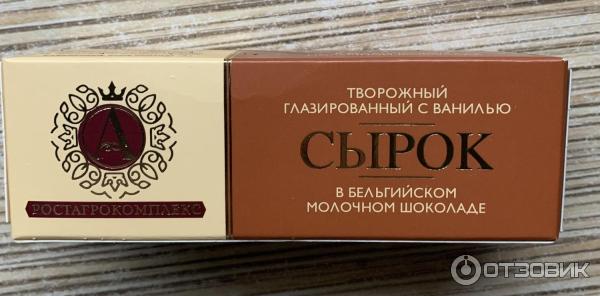 А
РОСТАГРОКОМПЛЕКС
ТВОРОЖНЫЙ
ГЛАЗИРОВАННЫЙ С ВАНИЛЬЮ
СЫРОК
В БЕЛЬГИЙСКОМ
МОЛОЧНОМ ШОКОЛАДЕ
ОТЗОВИК